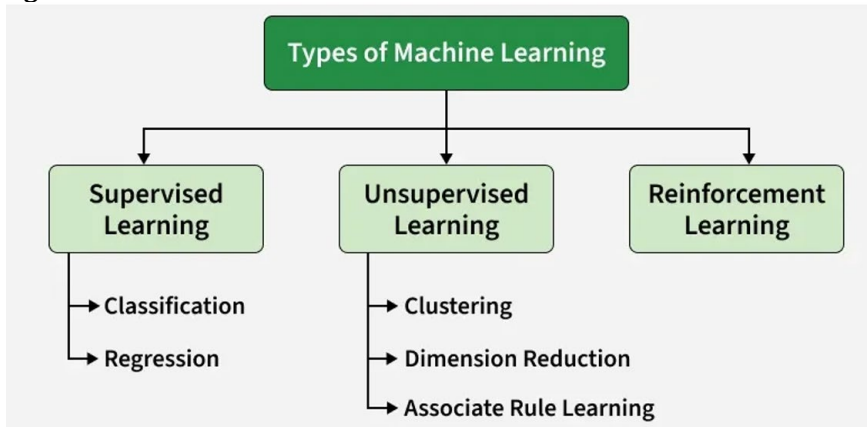 Types of Machine Learning
Supervised
Learning
Unsupervised
Learning
Reinforcement
Learning
Classification
Regression
Clustering
Dimension Reduction
Associate Rule Learning